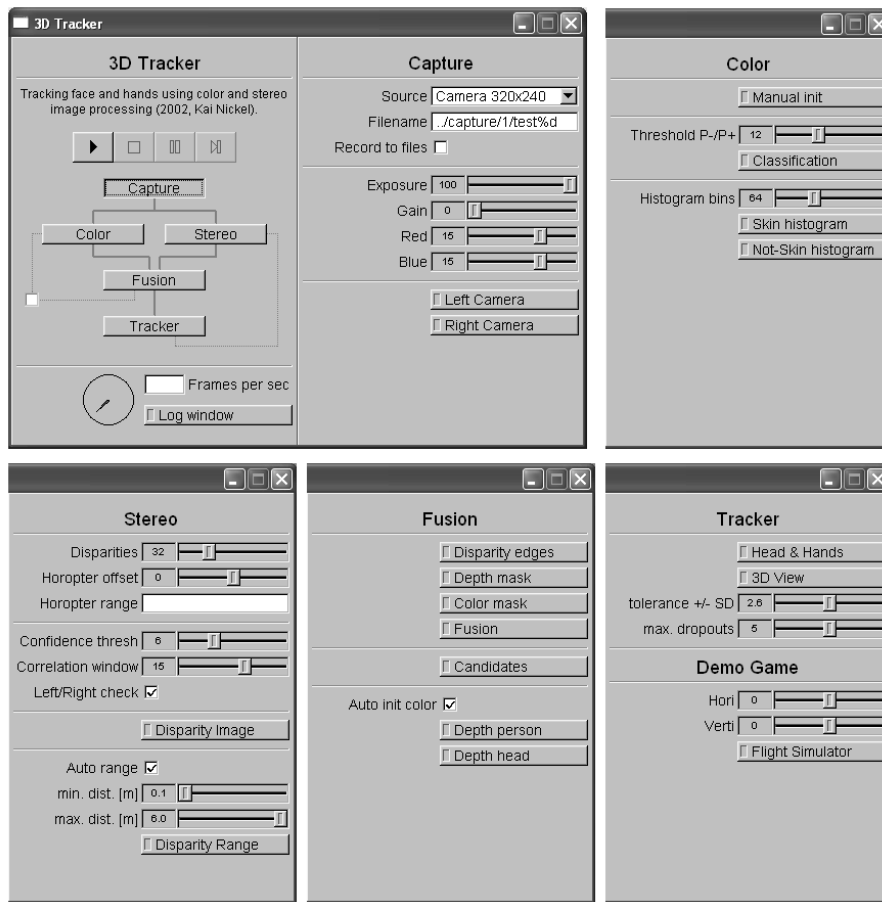 3D Tracker
3D Tracker
Tracking face and hands using color and stereo
image processing (2002, Kai Nickel).
Capture
Color Stereo
Fusion
Tracker
Frames per sec
Log window
Capture
Source Camera 320x240
Filename ../capture/1/test%d
Record to files
Exposure 100
Gain 0
Red 15
Blue 15
Left Camera
Right Camera
Color
Manual init
Threshold P-/P+ 12
Classification
Histogram bins 64
Skin histogram
Not-Skin histogram
Stereo
Disparities 32
Horopter offset 0
Horopter range
Confidence thresh 6
Correlation window 15
Left/Right check
Disparity Image
Auto range
min. dist. [m] 0.1
max. dist. [m] 6.0
Disparity Range
Fusion
Disparity edges
Depth mask
Color mask
Fusion
Candidates
Auto init color
Depth person
Depth head
Tracker
Head & Hands
3D View
tolerance +/- SD 2.6
max. dropouts 5
Demo Game
Hori 0
Verti 0
Flight Simulator